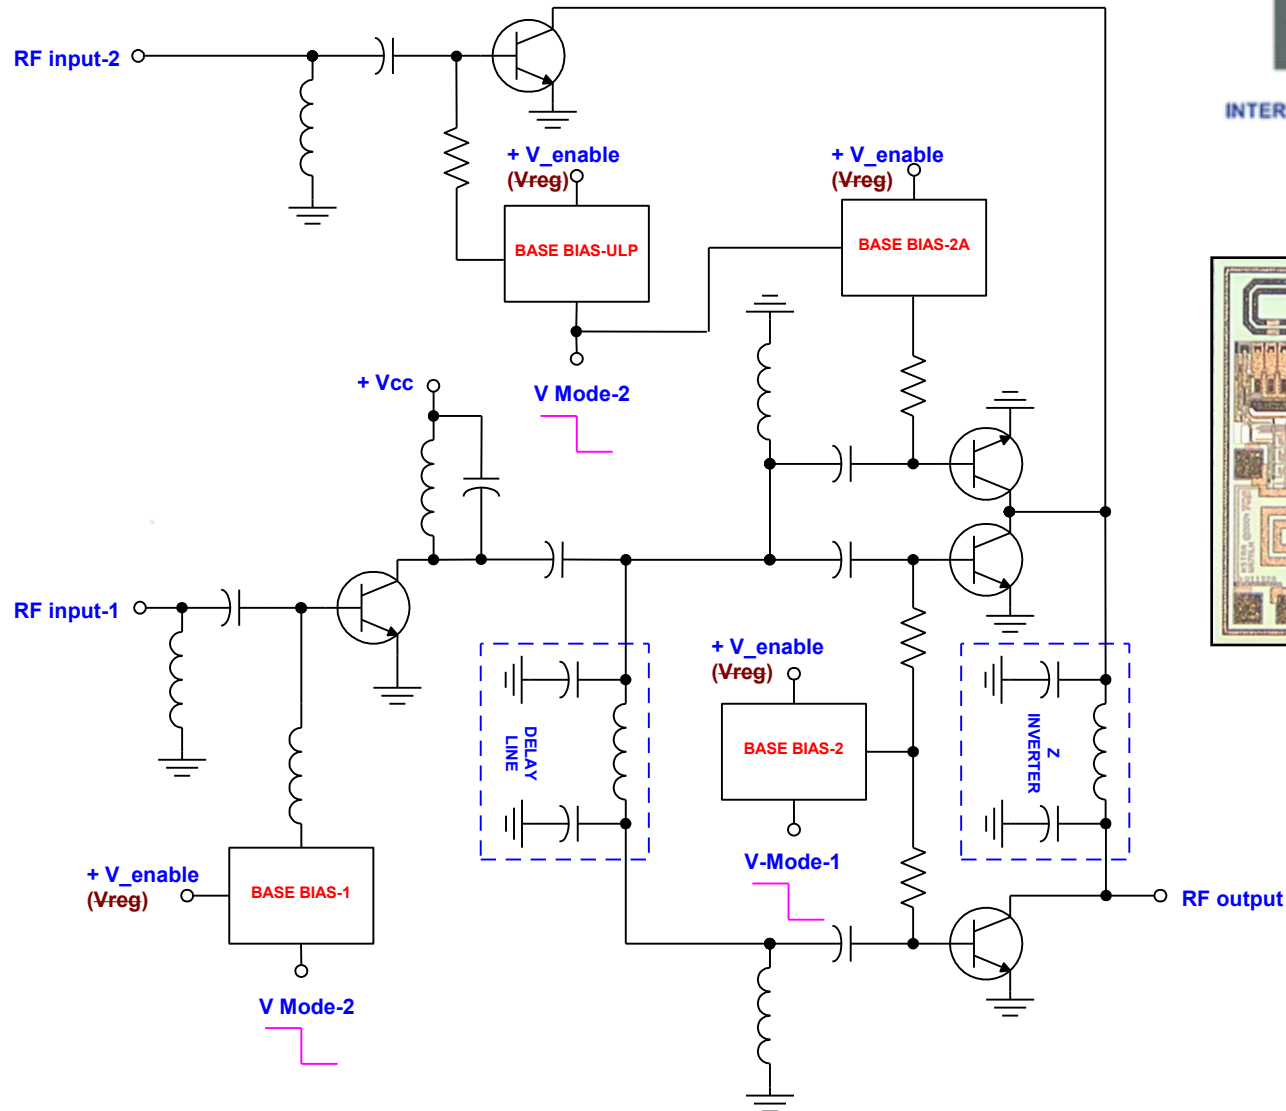 RF input-2
INTER
+ V_enable
(Vreg)
BASE BIAS-ULP
+ V_enable
(Vreg)
BASE BIAS-2A
V Mode-2
+ Vcc
RF input-1
+ V_enable
(Vreg)
BASE BIAS-2
V-Mode-1
DELAY
LINE
Z
INVERTER
+ V_enable
(Vreg)
BASE BIAS-1
V Mode-2
RF output